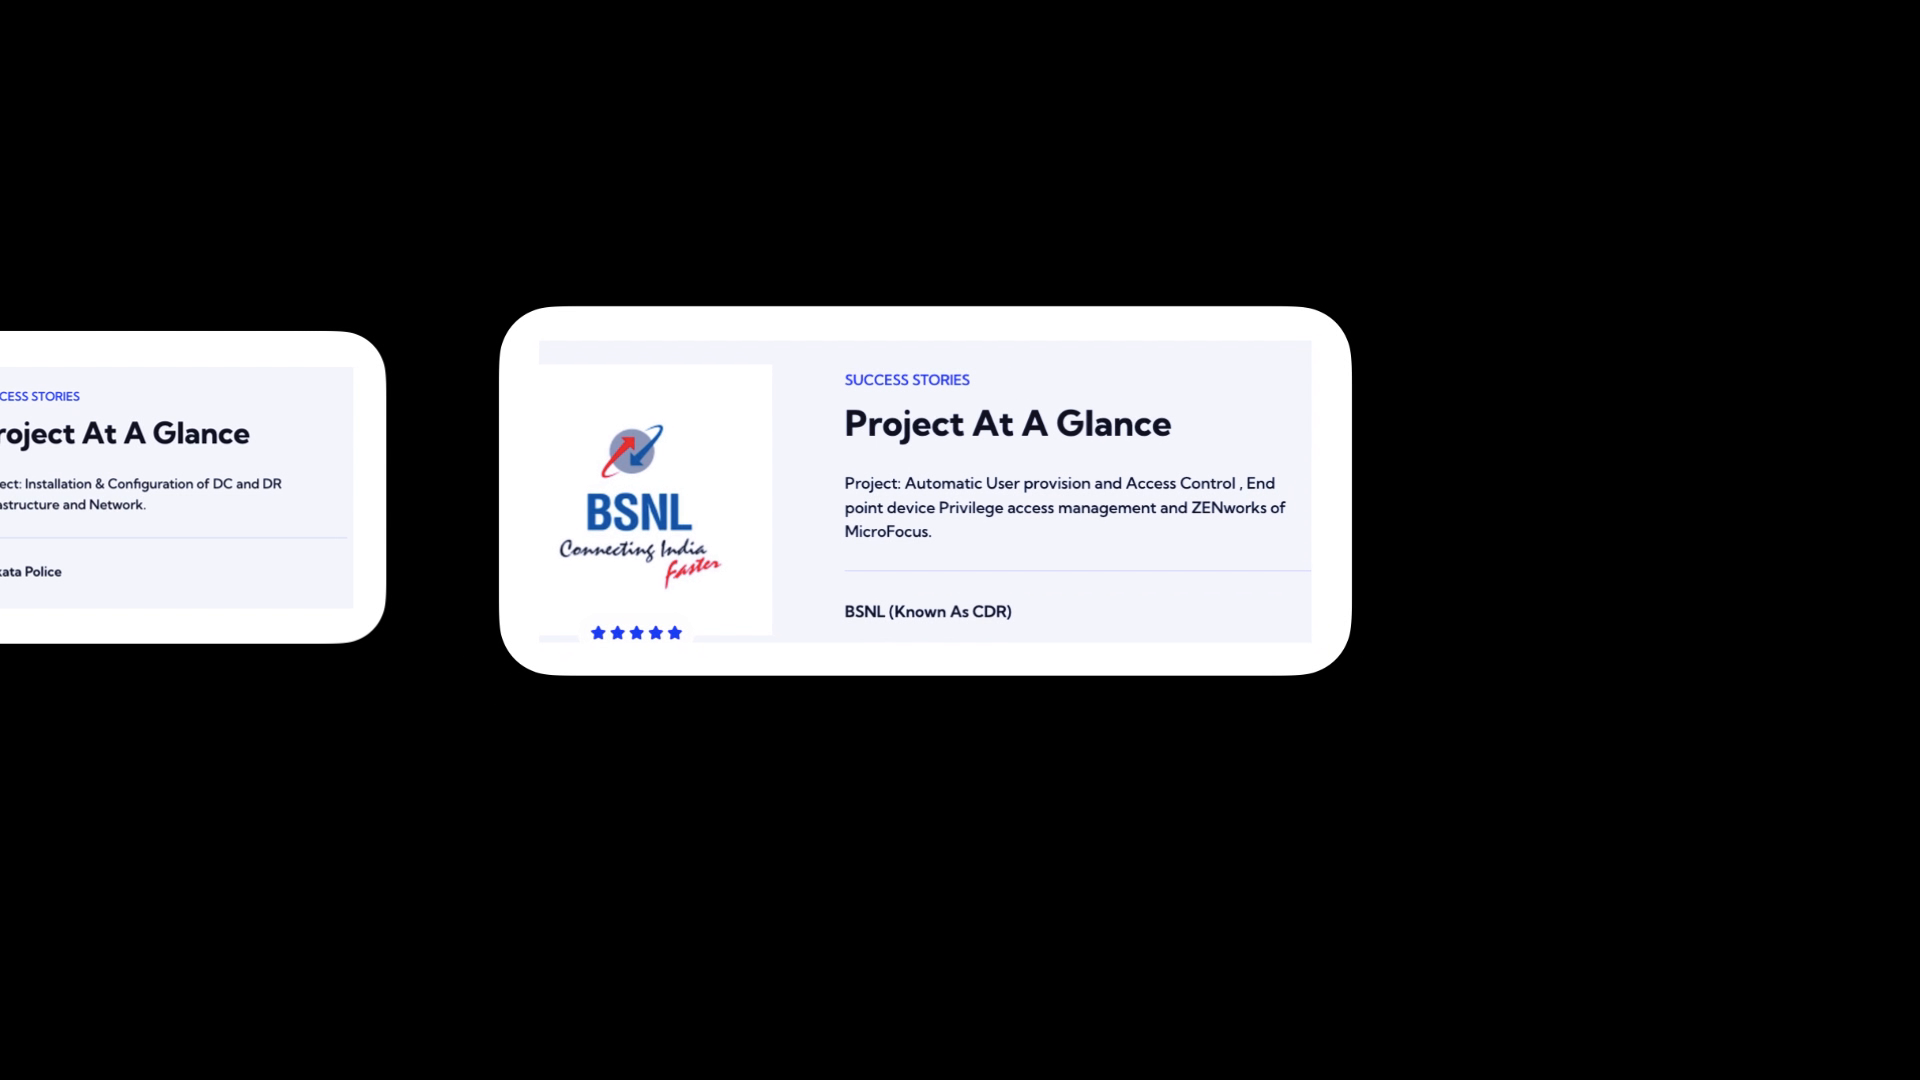 CESS STORIES
roject At A Glance
ect: Installation & Configuration of DC and DR
astructure and Network.
ata Police
BSNL
Connecting India
Faster
SUCCESS STORIES
Project At A Glance
Project: Automatic User provision and Access Control , End
point device Privilege access management and ZENworks of
MicroFocus.
BSNL (Known As CDR)